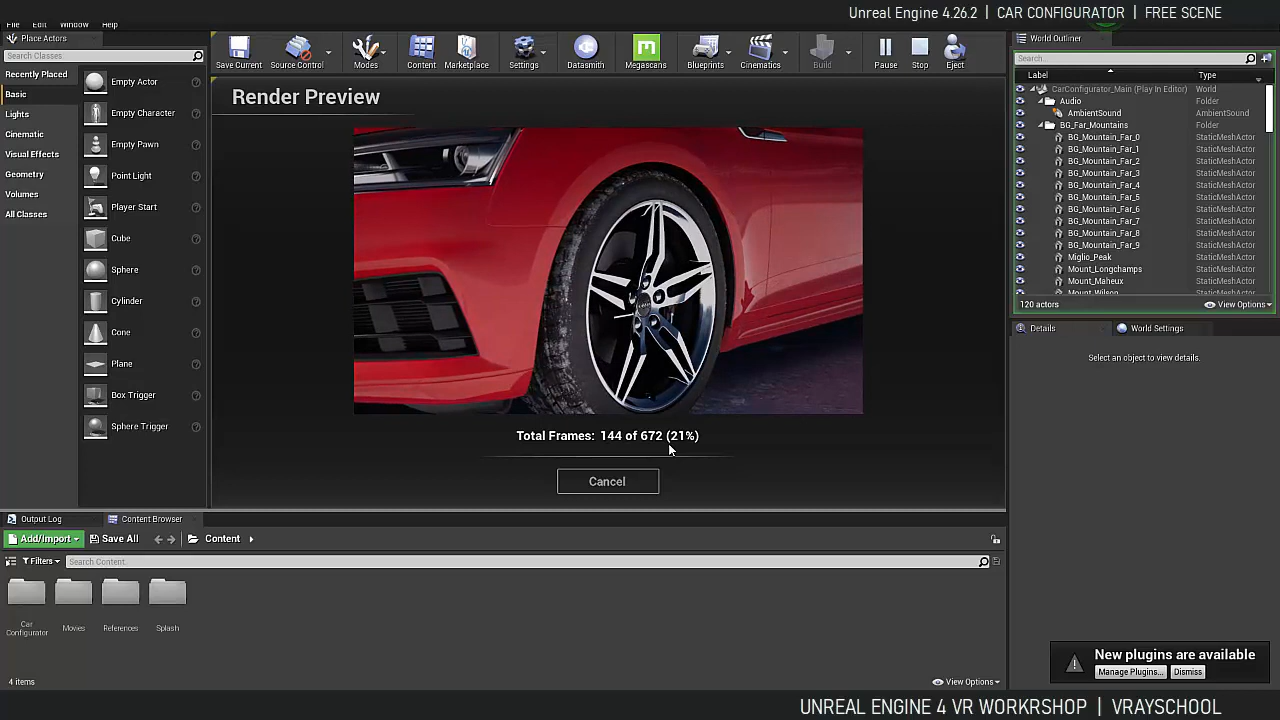 Unreal Engine 4.26.2 | CAR CONFIGURATOR | FREE SCENE
File Edit Window Help
Place Actors
Search Classes
Recently Placed
Basic
Lights
Cinematic
Visual Effects
Geometry
Volumes
All Classes
Empty Actor
Empty Character
Empty Pawn
Point Light
Player Start
Cube
Sphere
Cylinder
Cone
Plane
Box Trigger
Sphere Trigger
Save Current Source Control Modes Content Marketplace Settings Datasmith Megascans Blueprints Cinematics Build Pause Stop Eject
Render Preview
Total Frames: 144 of 672 (21%)
Cancel
World Outliner
Search...
Label Type
CarConfigurator_Main (Play In Editor) World
Audio Folder
AmbientSound AmbientSound
BG_Far_Mountains Folder
BG_Mountain_Far_0 StaticMeshActor
BG_Mountain_Far_1 StaticMeshActor
BG_Mountain_Far_2 StaticMeshActor
BG_Mountain_Far_3 StaticMeshActor
BG_Mountain_Far_4 StaticMeshActor
BG_Mountain_Far_5 StaticMeshActor
BG_Mountain_Far_6 StaticMeshActor
BG_Mountain_Far_7 StaticMeshActor
BG_Mountain_Far_8 StaticMeshActor
BG_Mountain_Far_9 StaticMeshActor
Miglio_Peak StaticMeshActor
Mount_Longchamps StaticMeshActor
Mount_Maheux StaticMeshActor
Mount_Wilson StaticMeshActor
120 actors View Options
Details World Settings
Select an object to view details.
Output Log Content Browser
Add/Import Save All Content
Filters Search Content
Car Configurator
Movies
References
Splash
4 items View Options
New plugins are available
Manage Plugins... Dismiss
UNREAL ENGINE 4 VR WORKRSHOP | VRAYSCHOOL